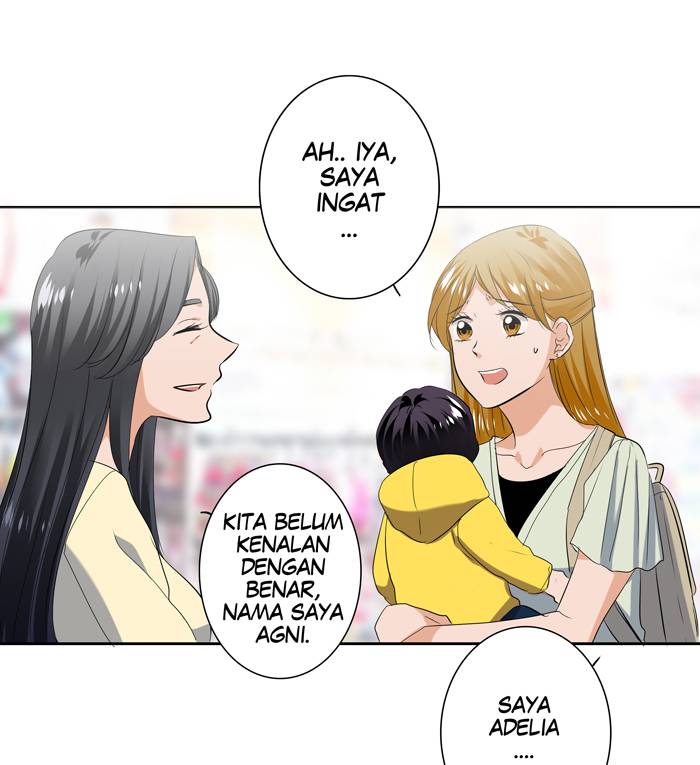 AH.. IYA,
SAYA
INGAT
...
KITA BELUM
KENALAN
DENGAN
BENAR,
NAMA SAYA
AGNI.
SAYA
ADELIA
....